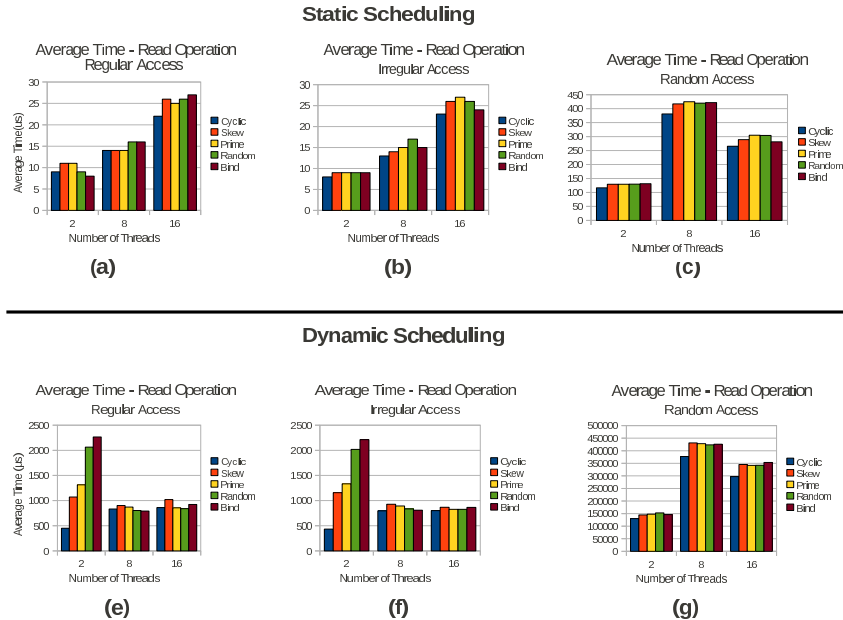 Static Scheduling
Average Time - Read Operation
Regular Access
30
25
20
15
10
5
0
Average Time(us)
2 8 16
Number of Threads
Cyclic
Skew
Prime
Random
Bind
(a)
Average Time - Read Operation
Irregular Access
30
25
20
15
10
5
0
2 8 16
Number of Threads
Cyclic
Skew
Prime
Random
Bind
(b)
Average Time - Read Operation
Random Access
450
400
350
300
250
200
150
100
50
0
2 8 16
Number of Threads
Cyclic
Skew
Prime
Random
Bind
(c)
Dynamic Scheduling
Average Time - Read Operation
Regular Access
2500
2000
1500
1000
500
0
Average Time (µs)
2 8 16
Number of Threads
Cyclic
Skew
Prime
Random
Bind
(e)
Average Time - Read Operation
Irregular Access
2500
2000
1500
1000
500
0
2 8 16
Number of Threads
Cyclic
Skew
Prime
Random
Bind
(f)
Average Time - Read Operation
Random Access
500000
450000
400000
350000
300000
250000
200000
150000
100000
50000
0
2 8 16
Number of Threads
Cyclic
Skew
Prime
Random
Bind
(g)